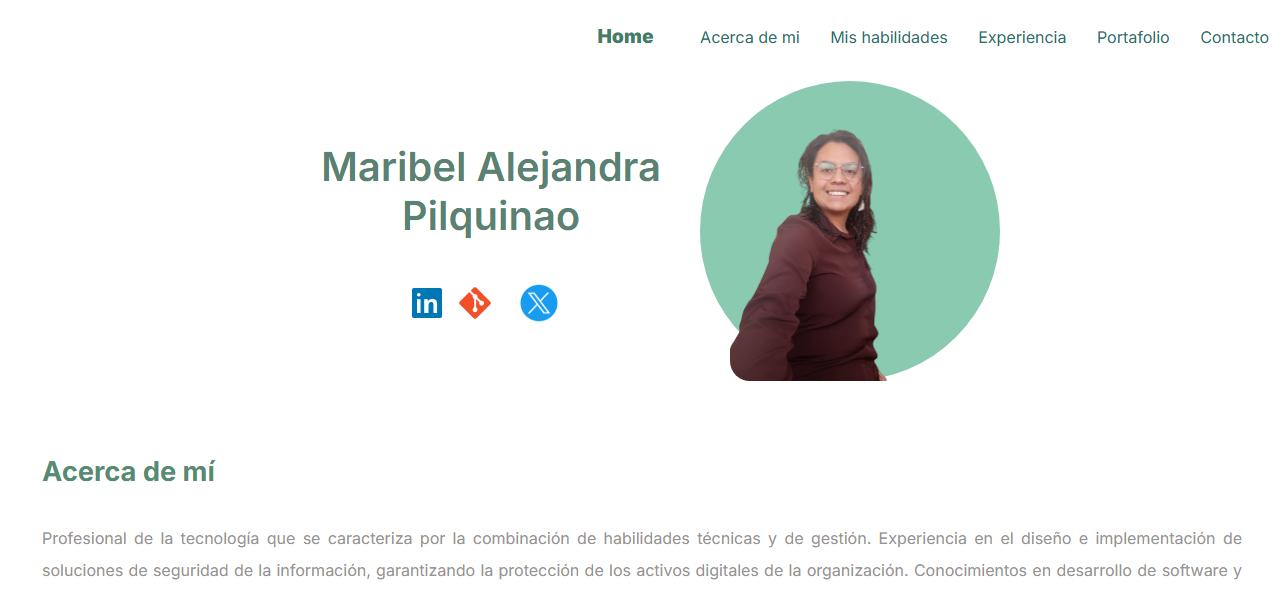 Home Acerca de mi Mis habilidades Experiencia Portafolio Contacto
Maribel Alejandra
Pilquinao
in
Acerca de mí
Profesional de la tecnología que se caracteriza por la combinación de habilidades técnicas y de gestión. Experiencia en el diseño e implementación de
soluciones de seguridad de la información, garantizando la protección de los activos digitales de la organización. Conocimientos en desarrollo de software y